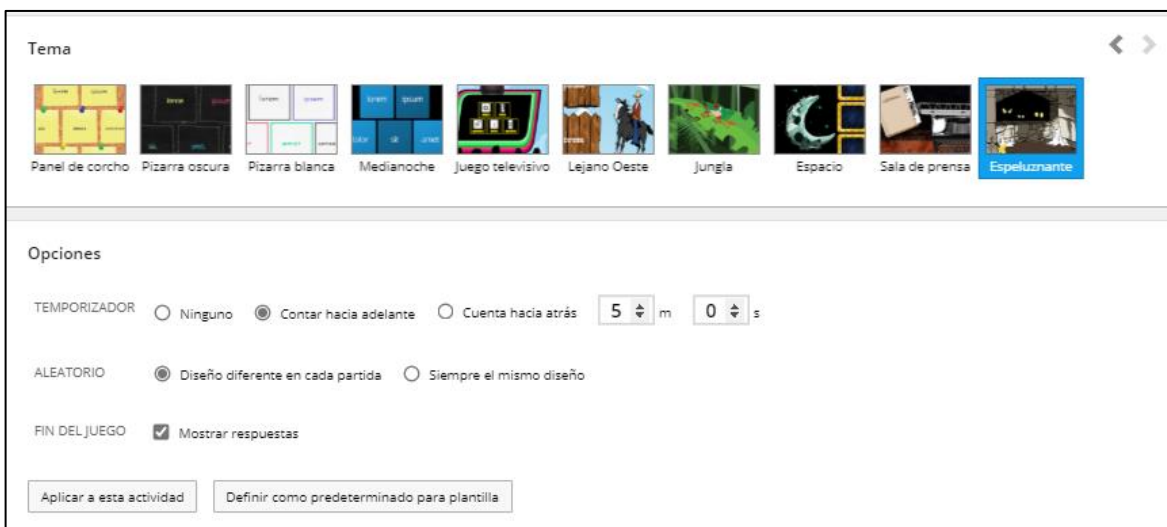 Tema
Panel de corcho Pizarra oscura Pizarra blanca Medianoche Juego televisivo Lejano Oeste Jungla Espacio Sala de prensa Espeluznante
Opciones
TEMPORIZADOR Ninguno Contar hacia adelante Cuenta hacia atrás 5 m 0 s
ALEATORIO Diseño diferente en cada partida Siempre el mismo diseño
FIN DEL JUEGO Mostrar respuestas
Aplicar a esta actividad Definir como predeterminado para plantilla